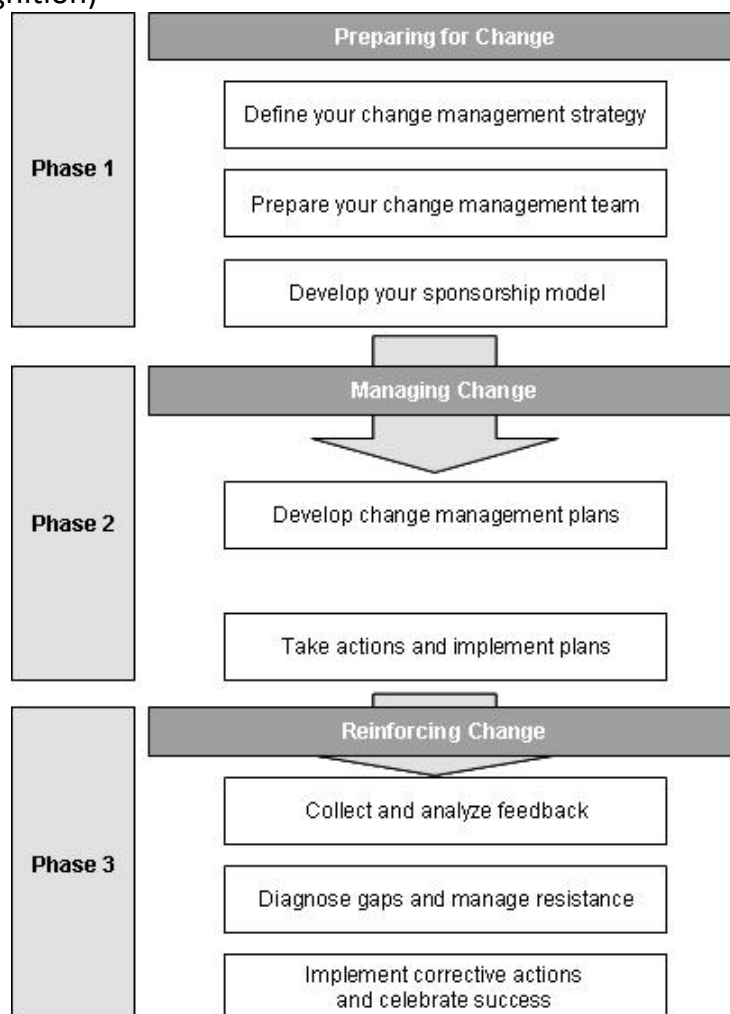 gnition)
Preparing for Change
Phase 1
Define your change management strategy
Prepare your change management team
Develop your sponsorship model
Managing Change
Phase 2
Develop change management plans
Take actions and implement plans
Reinforcing Change
Phase 3
Collect and analyze feedback
Diagnose gaps and manage resistance
Implement corrective actions
and celebrate success